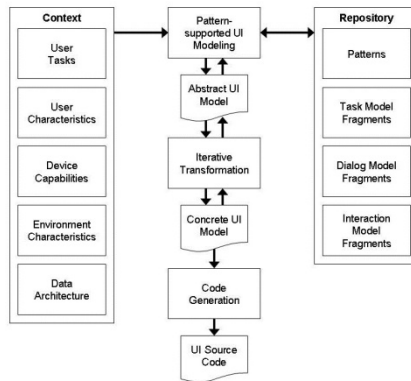 Context
User
Tasks
User
Characteristics
Device
Capabilities
Environment
Characteristics
Data
Architecture
Pattern-
supported UI
Modeling
Abstract UI
Model
Iterative
Transformation
Concrete UI
Model
Code
Generation
UI Source
Code
Repository
Patterns
Task Model
Fragments
Dialog Model
Fragments
Interaction
Model
Fragments